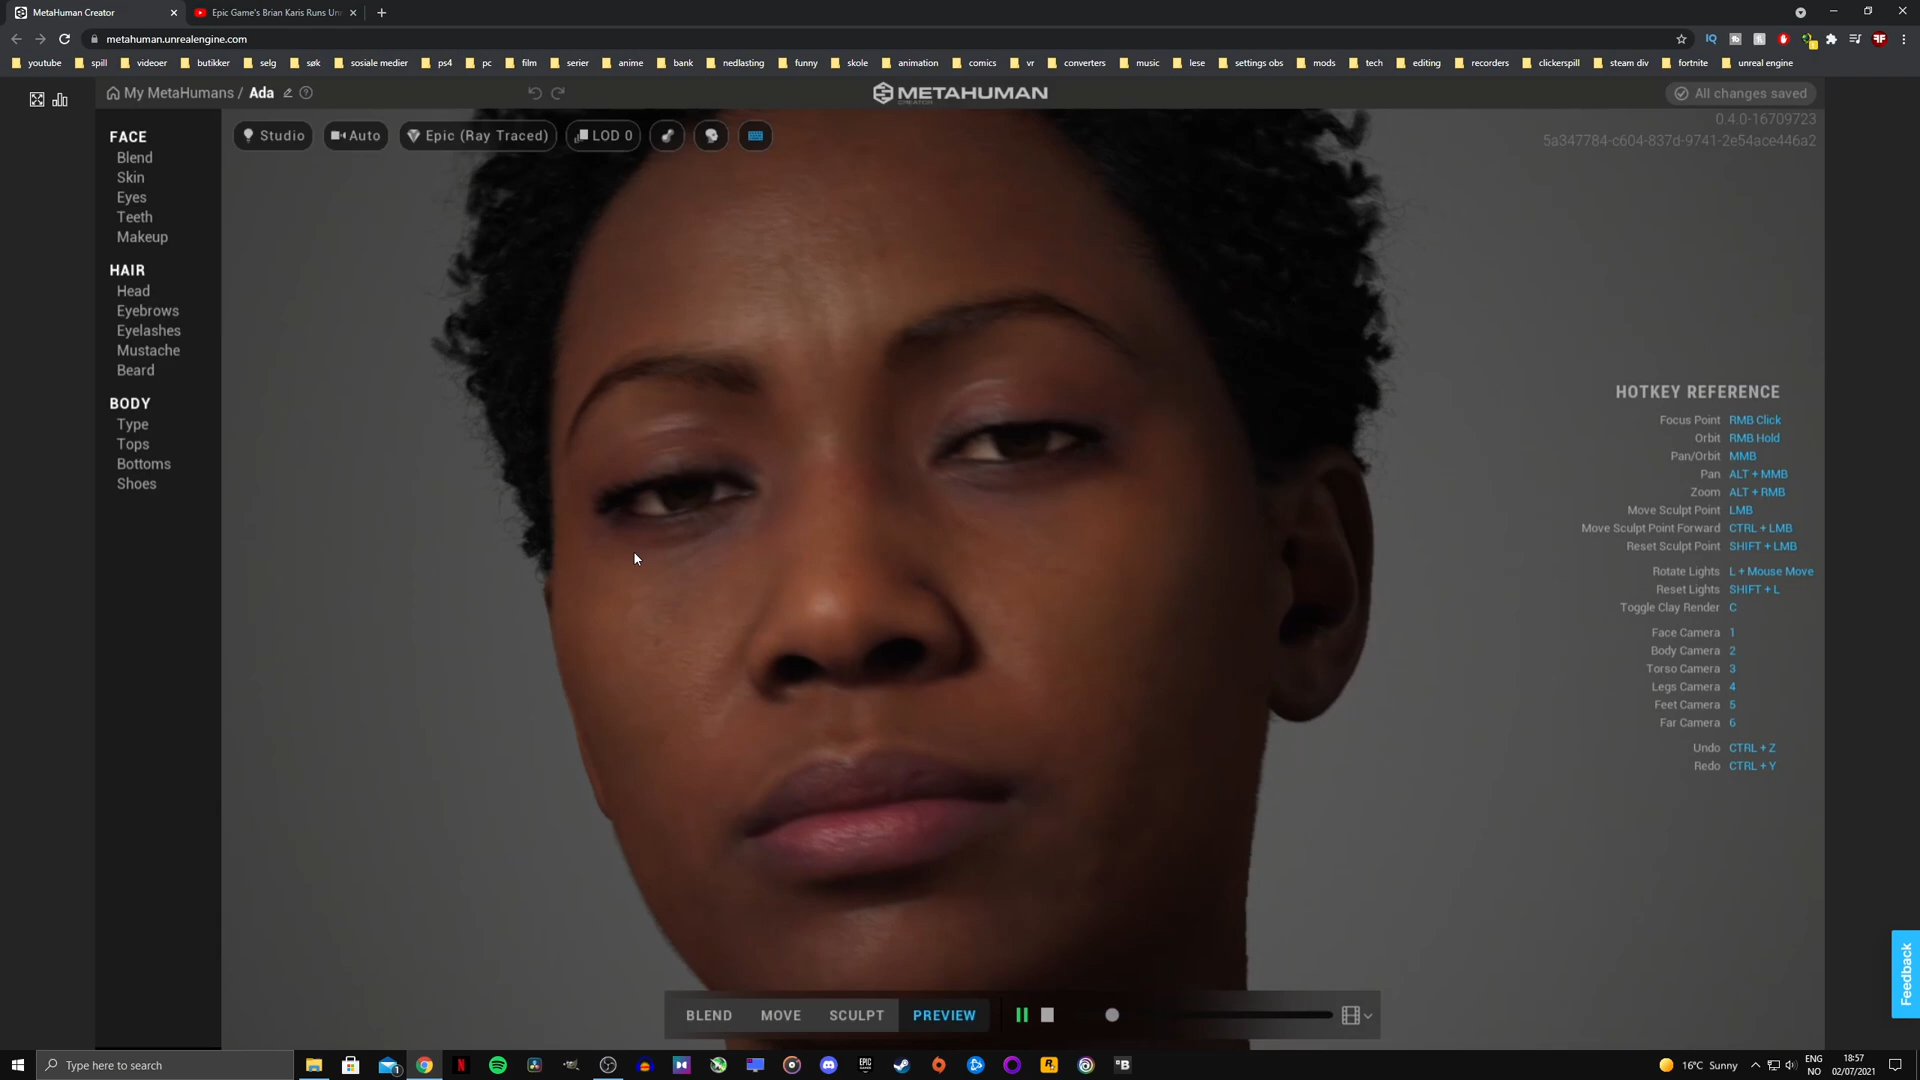 MetaHuman Creator
Epic Game's Brian Karis Runs Un
metahuman.unrealengine.com
youtube spill videoer butikker selg søk sosiale medier ps4 pc film serier anime bank nedlasting funny skole animation comics vr converters music lese settings obs mods tech editing recorders clickerspill steam div fortnite unreal engine
My MetaHumans / Ada
METAHUMAN
CREATOR
All changes saved
0.4.0-16709723
5a347784-c604-837d-9741-2e54ace446a2
Studio Auto Epic (Ray Traced) LOD 0
FACE
Blend
Skin
Eyes
Teeth
Makeup
HAIR
Head
Eyebrows
Eyelashes
Mustache
Beard
BODY
Type
Tops
Bottoms
Shoes
HOTKEY REFERENCE
Focus Point RMB Click
Orbit RMB Hold
Pan/Orbit MMB
Pan ALT + MMB
Zoom ALT + RMB
Move Sculpt Point LMB
Move Sculpt Point Forward CTRL + LMB
Reset Sculpt Point SHIFT + LMB
Rotate Lights L + Mouse Move
Reset Lights SHIFT + L
Toggle Clay Render C
Face Camera 1
Body Camera 2
Torso Camera 3
Legs Camera 4
Feet Camera 5
Far Camera 6
Undo CTRL + Z
Redo CTRL + Y
Feedback
BLEND MOVE SCULPT PREVIEW
Type here to search
16°C Sunny
ENG
NO
18:57
02/07/2021